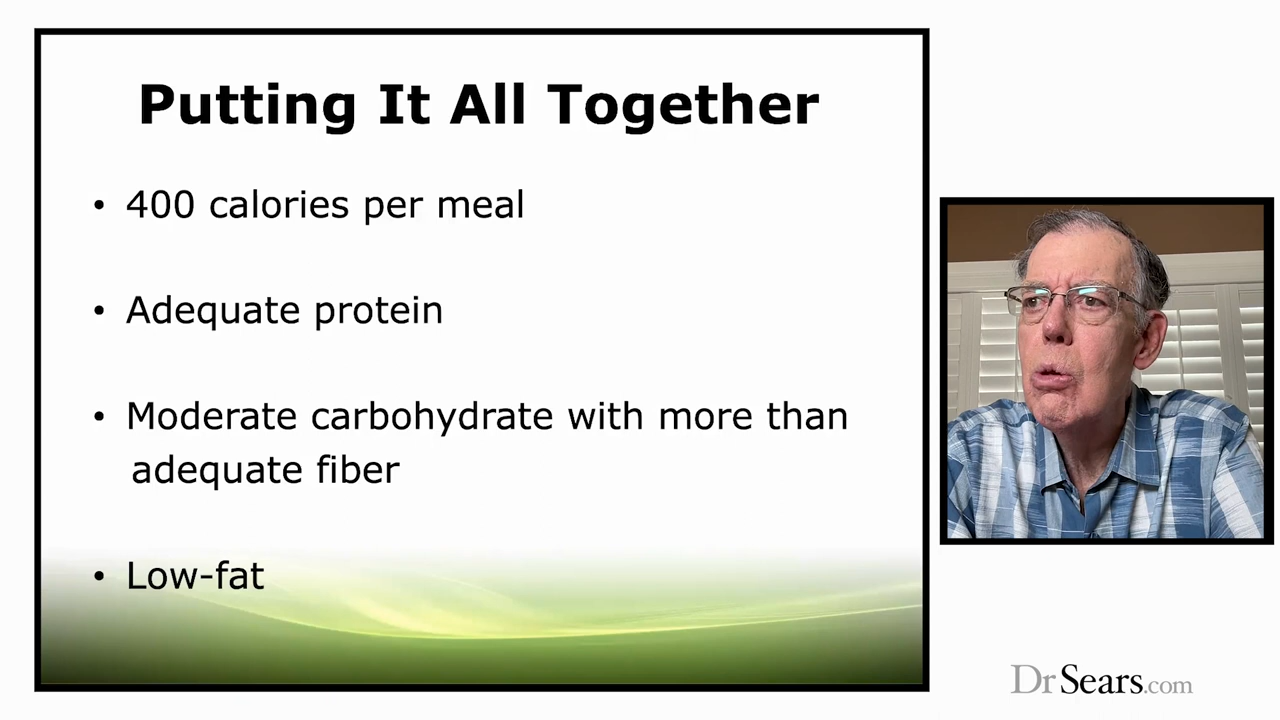 Putting It All Together
• 400 calories per meal
• Adequate protein
• Moderate carbohydrate with more than
adequate fiber
• Low-fat
DrSears.com